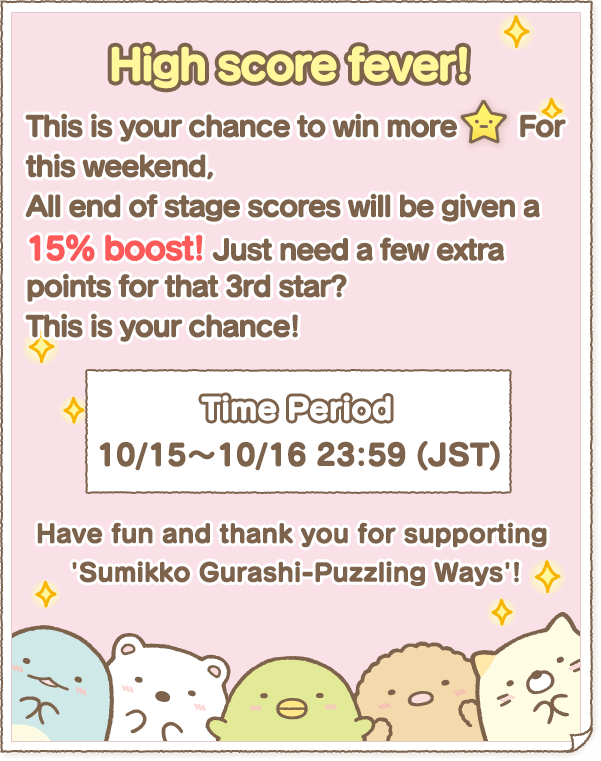 High score fever!
This is your chance to win more For
this weekend,
All end of stage scores will be given a
15% boost! Just need a few extra
points for that 3rd star?
This is your chance!
Time Period
10/15～10/16 23:59 (JST)
Have fun and thank you for supporting
'Sumikko Gurashi-Puzzling Ways'!